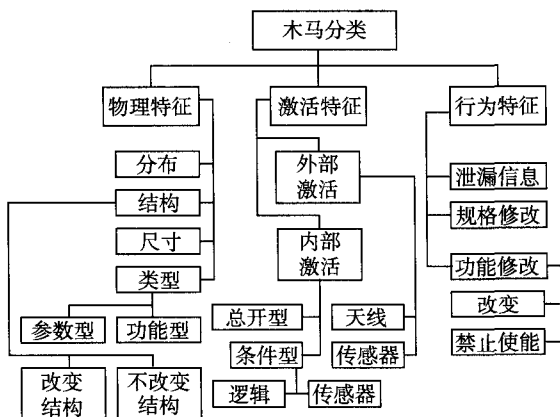 木马分类
物理特征
激活特征
行为特征
分布
结构
尺寸
类型
参数型
功能型
改变
结构
不改变
结构
外部
激活
内部
激活
总开型
条件型
逻辑
传感器
天线
传感器
泄漏信息
规格修改
功能修改
改变
禁止使能